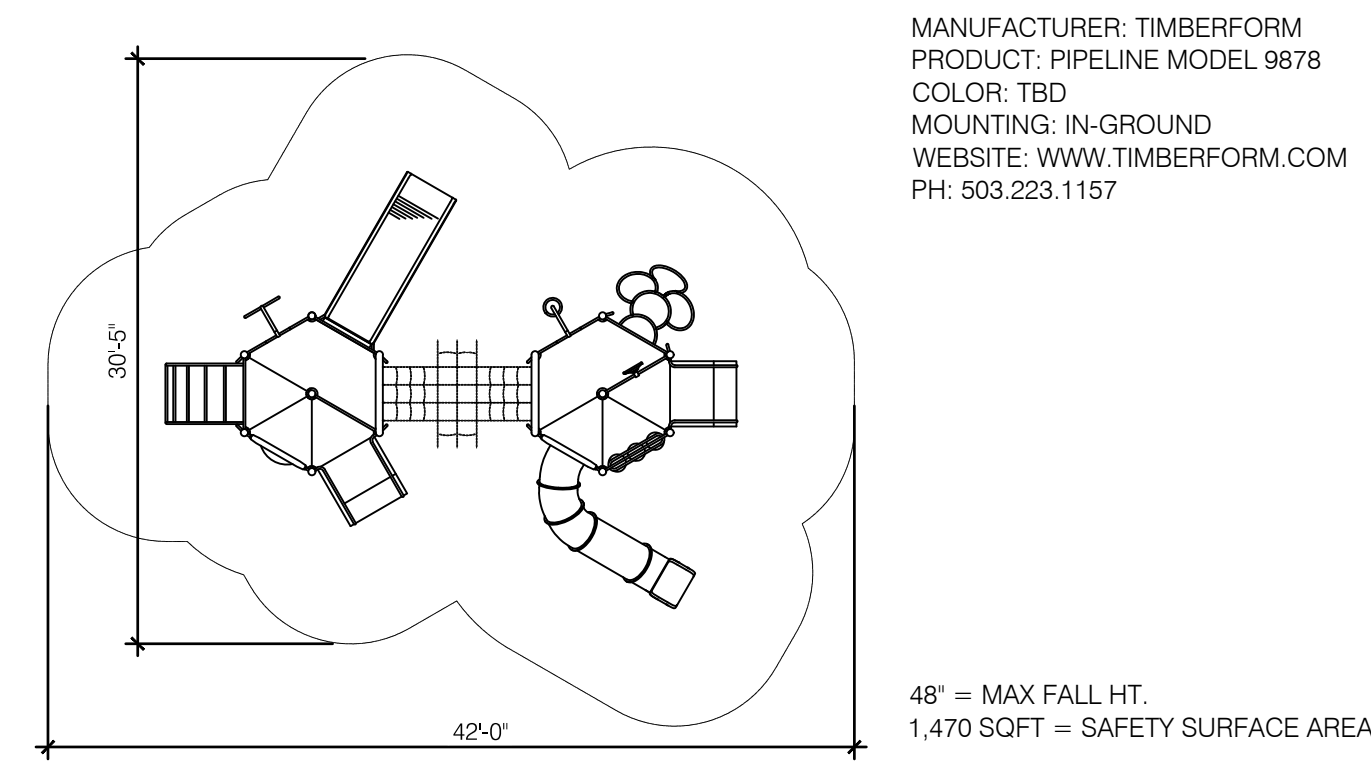 MANUFACTURER: TIMBERFORM
PRODUCT: PIPELINE MODEL 9878
COLOR: TBD
MOUNTING: IN-GROUND
WEBSITE: WWW.TIMBERFORM.COM
PH: 503.223.1157
30'-5"
42'-0"
48" = MAX FALL HT.
1,470 SQFT = SAFETY SURFACE AREA